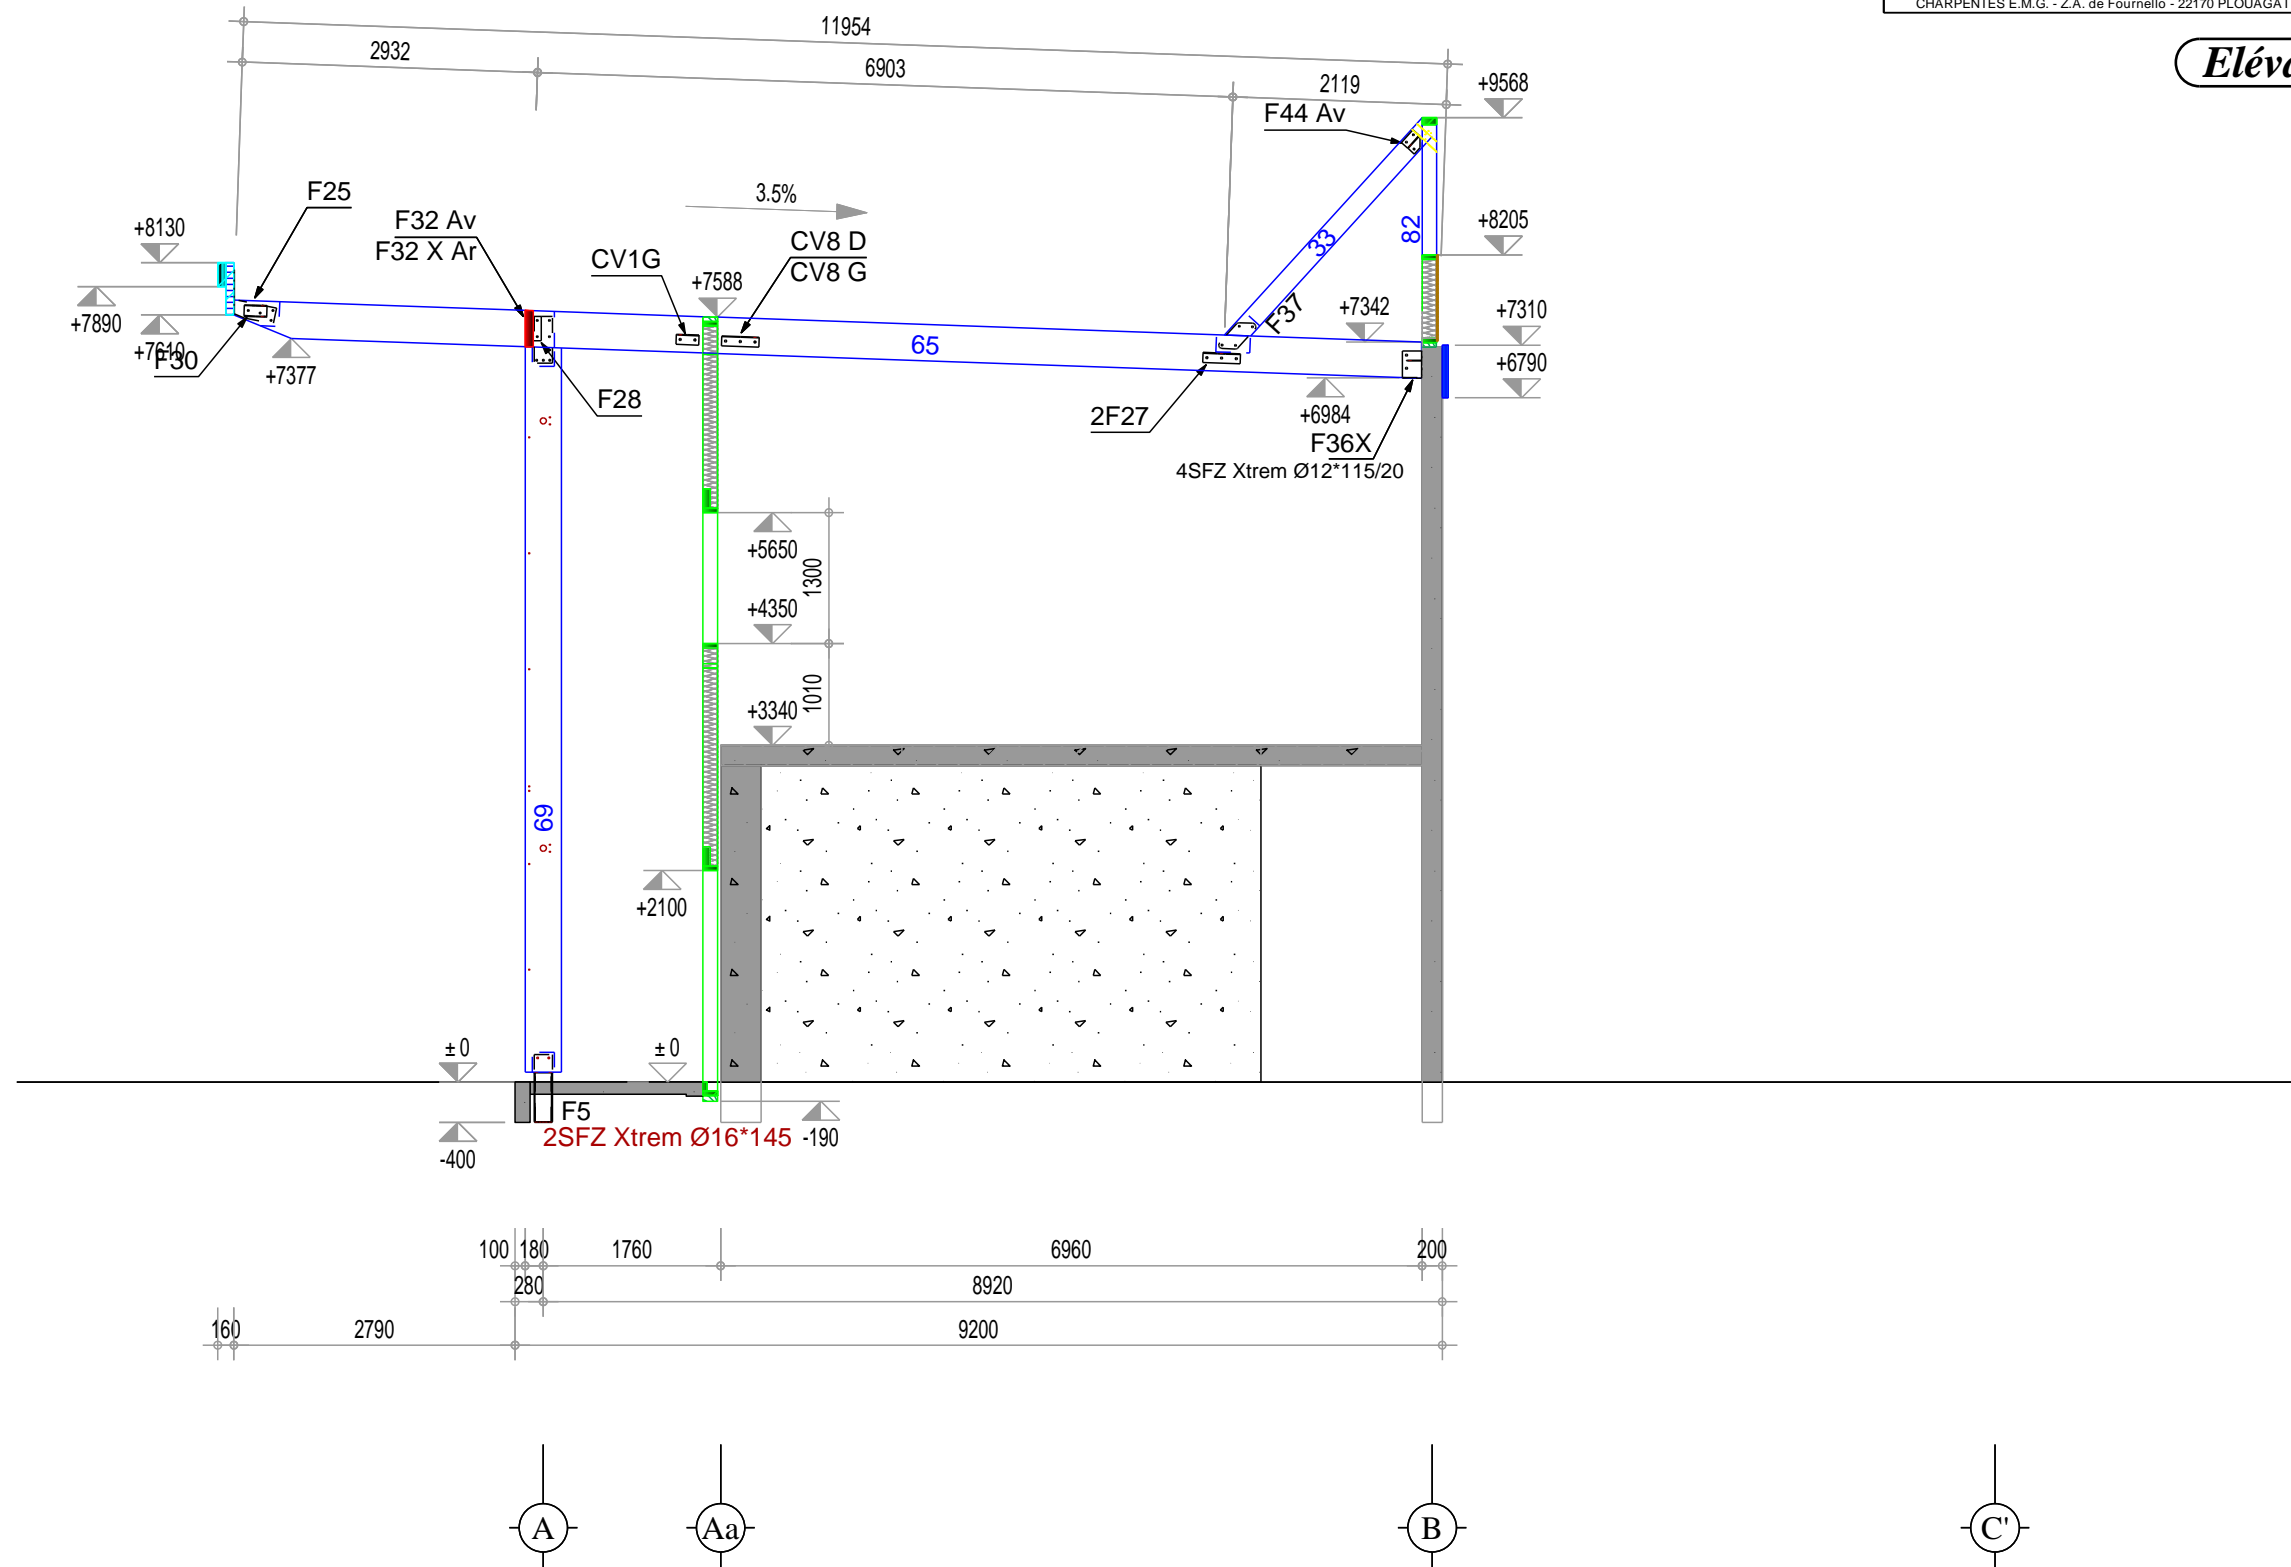 CHARPENTES E.M.G. - Z.A. de Fournello - 22170 PLOUAGAT
11954
2932
6903
2119
+9568
F44 Av
F25
3.5%
+8130
F32 Av
F32 X Ar
CV8 D
CV8 G
CV1G
+8205
82
33
+7588
F37
+7342
+7310
+7890
+7610
F30
+7377
65
+6790
F28
2F27
+6984
F36X
4SFZ Xtrem Ø12*115/20
+5650
1300
+4350
1010
+3340
69
+2100
± 0
± 0
F5
2SFZ Xtrem Ø16*145
-190
-400
100
180
1760
6960
200
280
8920
160
2790
9200
A
Aa
B
C'